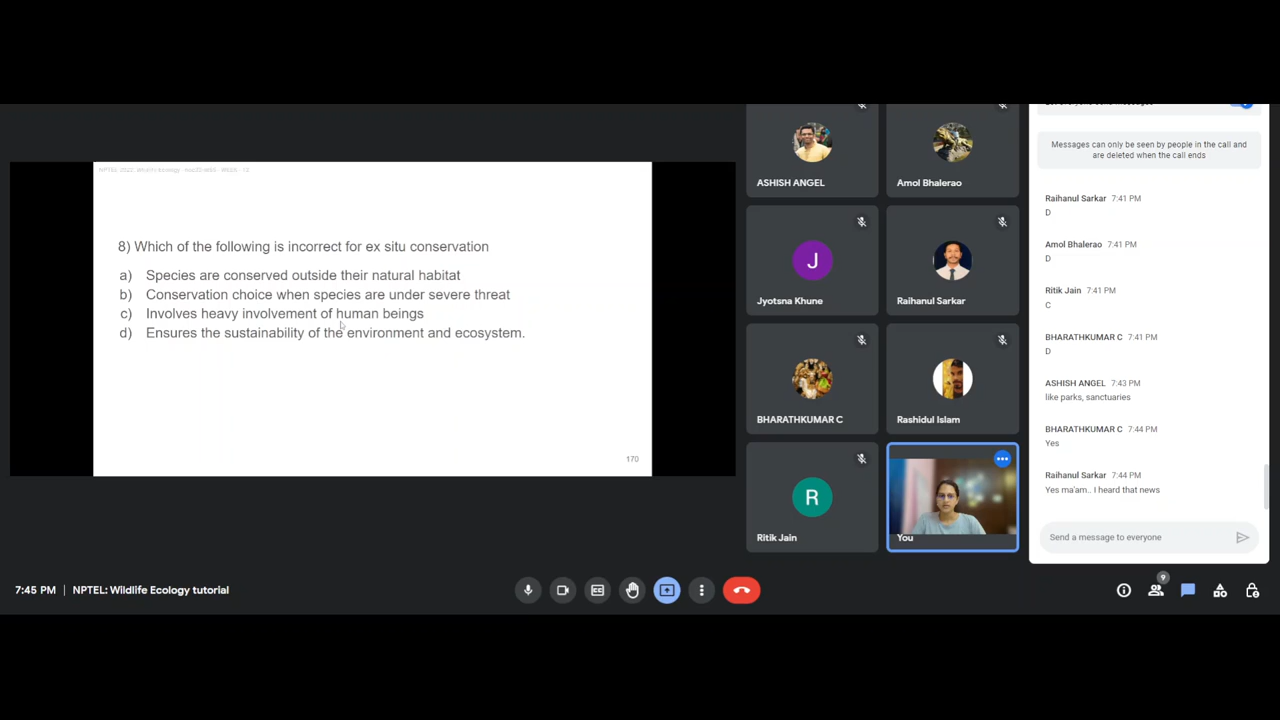 8) Which of the following is incorrect for ex situ conservation
a) Species are conserved outside their natural habitat
b) Conservation choice when species are under severe threat
c) Involves heavy involvement of human beings
d) Ensures the sustainability of the environment and ecosystem.
170
ASHISH ANGEL
Amol Bhalerao
J
Jyotsna Khune
Raihanul Sarkar
BHARATHKUMAR C
Rashidul Islam
R
Ritik Jain
You
Messages can only be seen by people in the call and
are deleted when the call ends
Raihanul Sarkar 7:41 PM
D
Amol Bhalerao 7:41 PM
D
Ritik Jain 7:41 PM
C
BHARATHKUMAR C 7:41 PM
D
ASHISH ANGEL 7:43 PM
like parks, sanctuaries
BHARATHKUMAR C 7:44 PM
Yes
Raihanul Sarkar 7:44 PM
Yes ma'am.. I heard that news
Send a message to everyone
7:45 PM | NPTEL: Wildlife Ecology tutorial
9